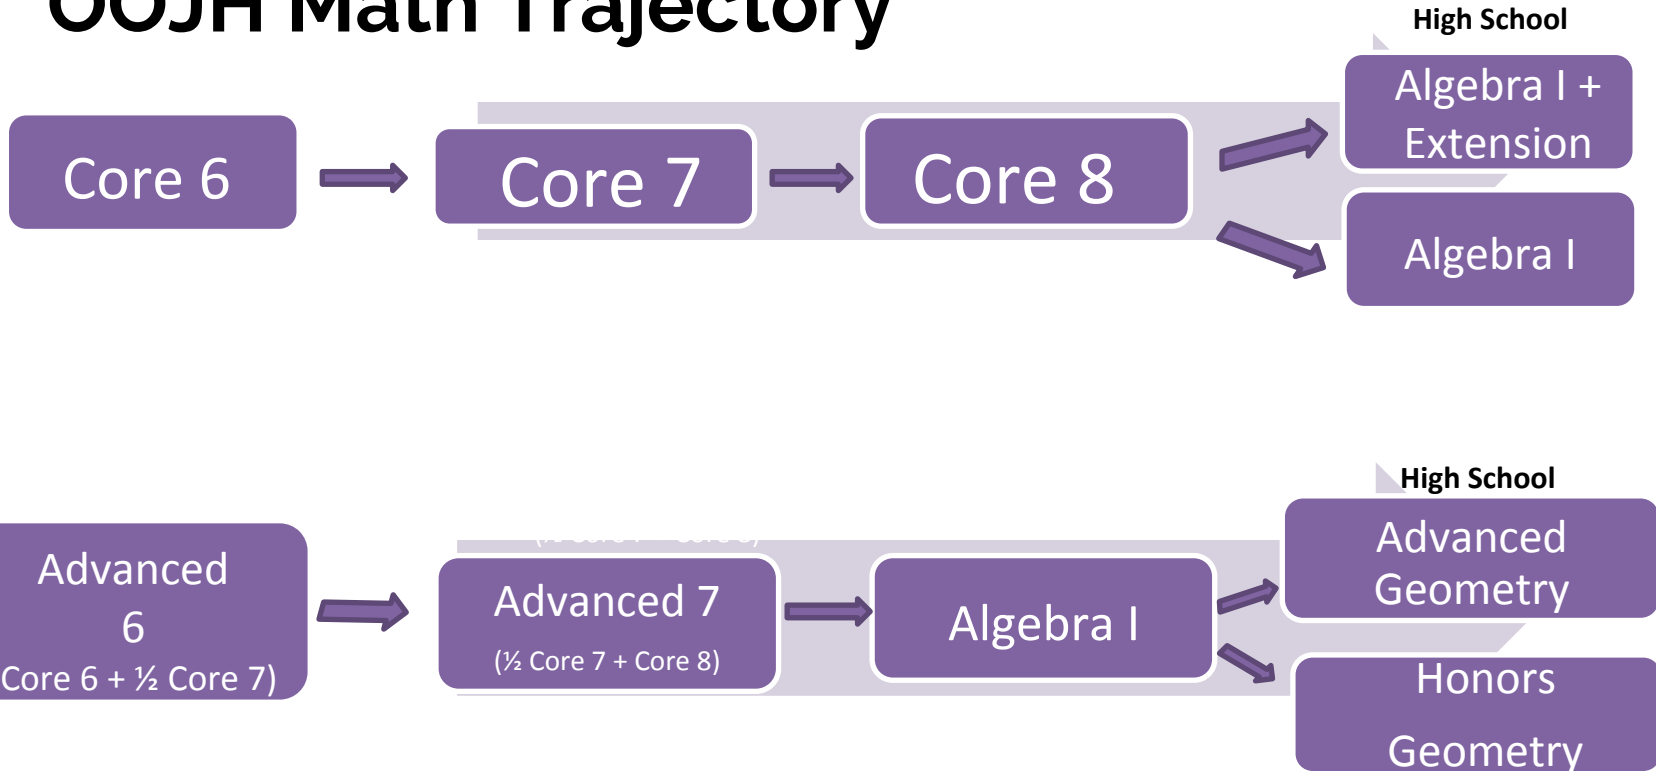 OOJH Math Trajectory
High School
Core 6
Core 7
Core 8
Algebra I +
Extension
Algebra I
High School
Advanced
6
Core 6 + ½ Core 7)
Advanced 7
(½ Core 7 + Core 8)
Algebra I
Advanced
Geometry
Honors
Geometry